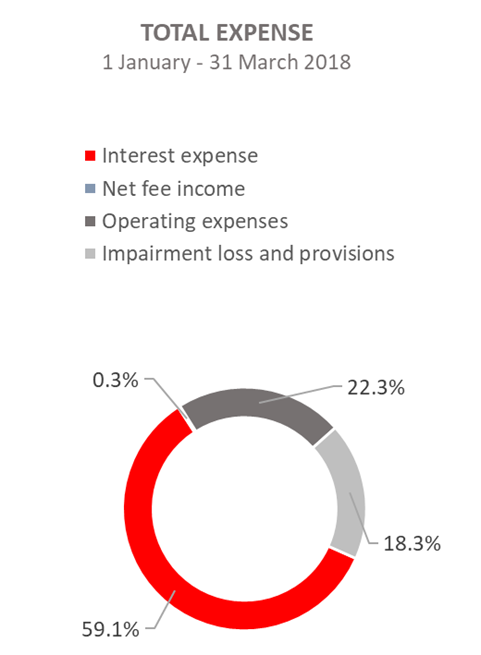 TOTAL EXPENSE
1 January - 31 March 2018
Interest expense
Net fee income
Operating expenses
Impairment loss and provisions
0.3%
22.3%
18.3%
59.1%